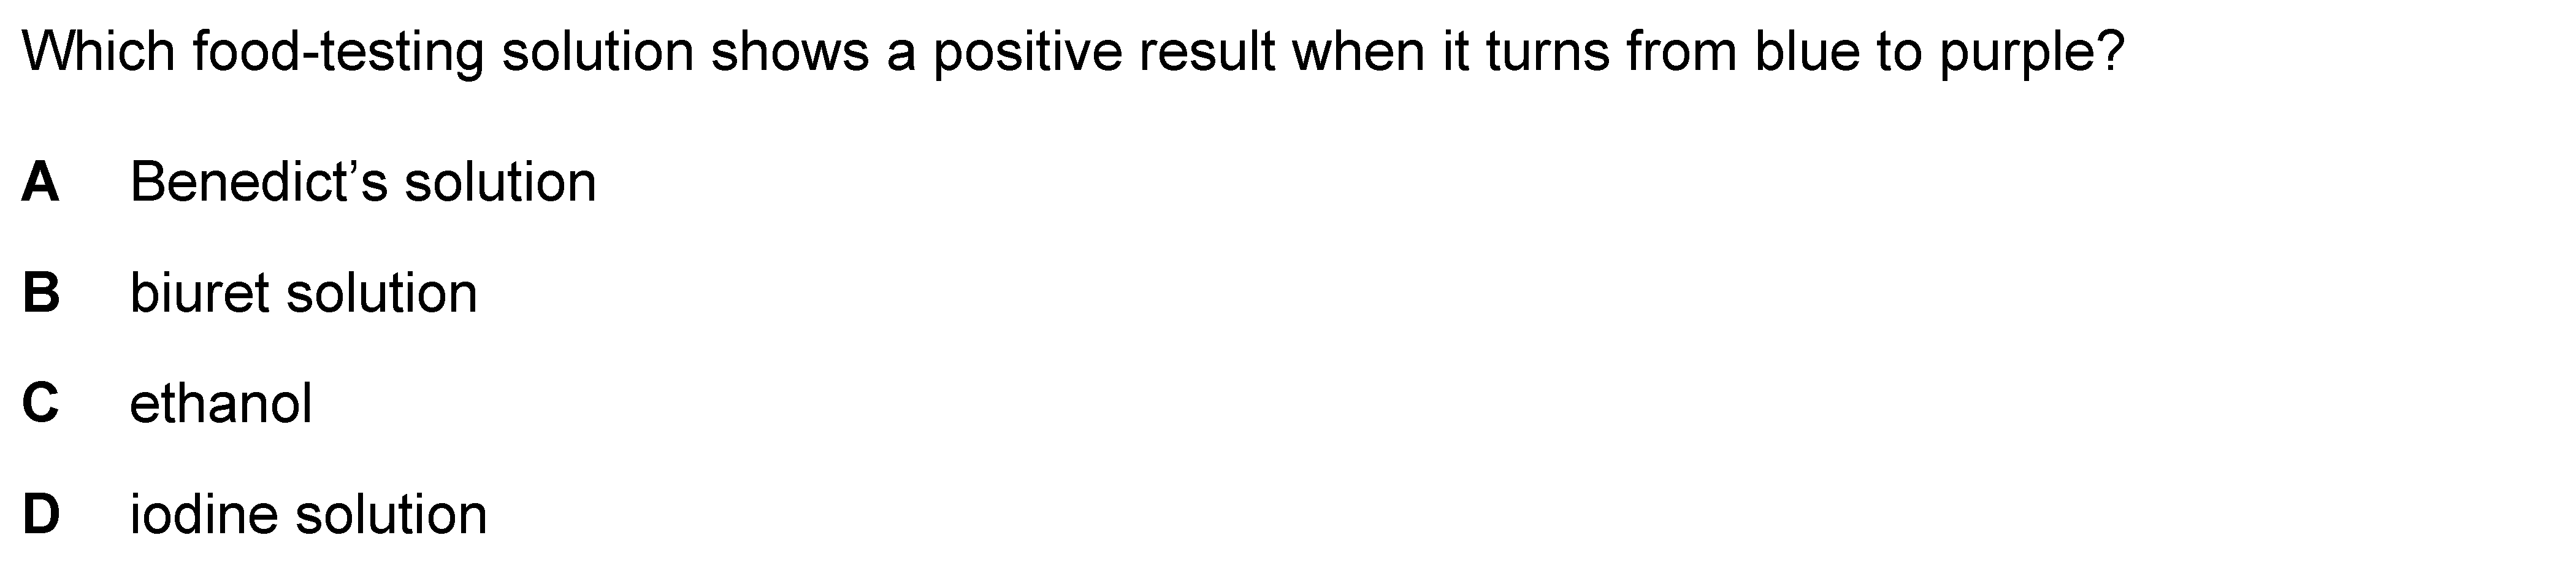 Which food-testing solution shows a positive result when it turns from blue to purple?
A Benedict’s solution
B biuret solution
C ethanol
D iodine solution